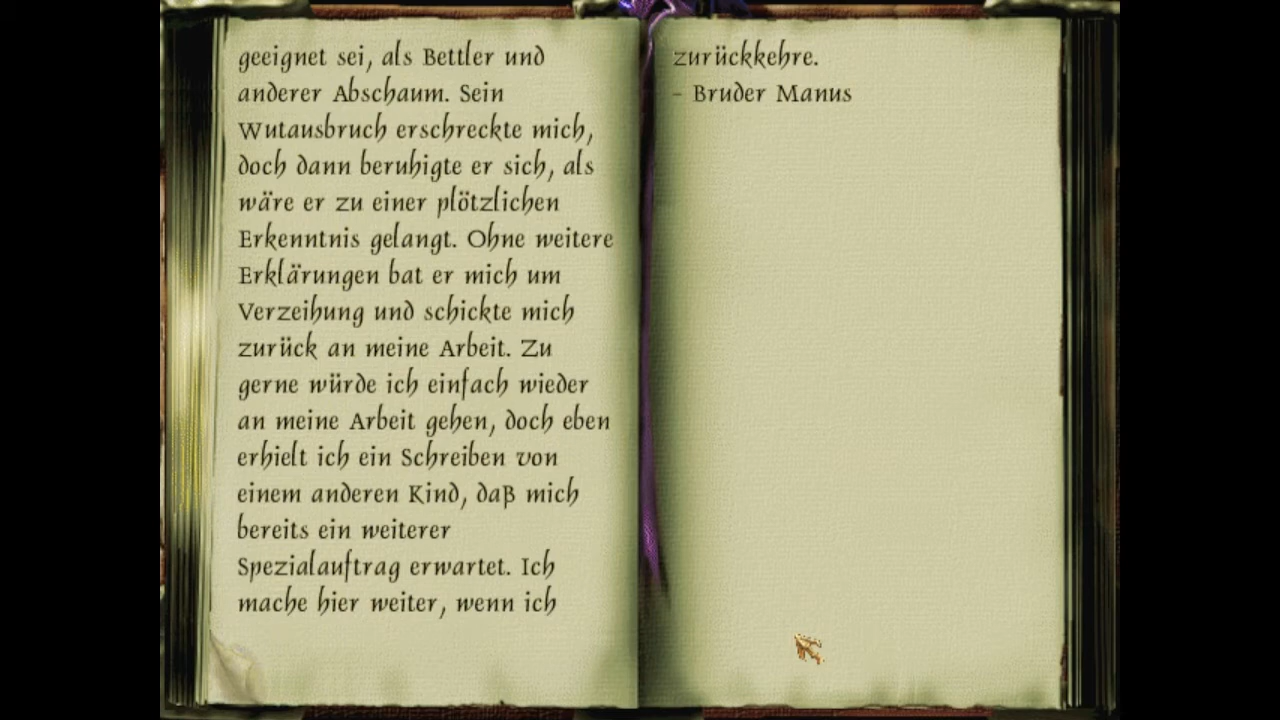 geeignet sei, als Bettler und
anderer Abschaum. Sein
Wutausbruch erschreckte mich,
doch dann beruhigte er sich, als
wäre er zu einer plötzlichen
Erkenntnis gelangt. Ohne weitere
Erklärungen bat er mich um
Verzeihung und schickte mich
zurück an meine Arbeit. Zu
gerne würde ich einfach wieder
an meine Arbeit gehen, doch eben
erhielt ich ein Schreiben von
einem anderen Kind, daß mich
bereits ein weiterer
Spezialauftrag erwartet. Ich
mache hier weiter, wenn ich
zurückkehre.
- Bruder Manus